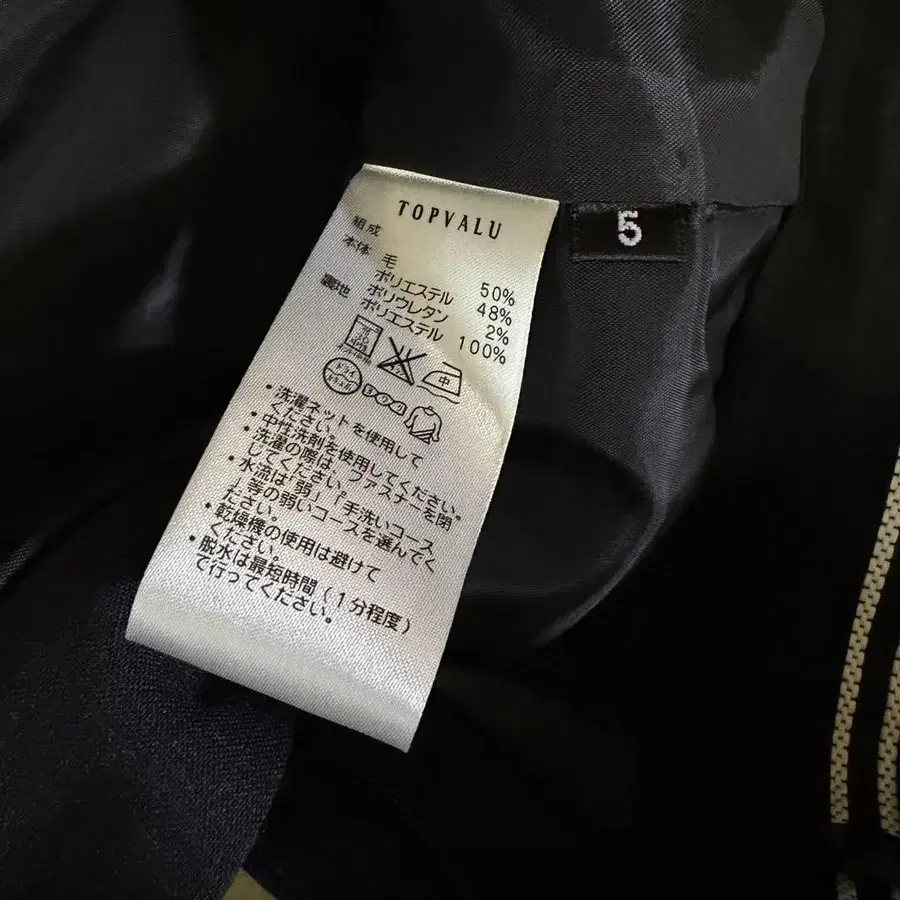 TOPVALU
5
組成
本体 毛 50%
ポリエステル 48%
ポリウレタン 2%
裏地 ポリエステル 100%
中
ドライ
・洗濯ネットを使用して
ください。
・中性洗剤を使用してください。
・洗濯の際は、ファスナーを閉
じてください。
・水流は「弱」、「手洗いコース
」等の弱いコースを選んでく
ださい。
・乾燥機の使用は避けて
ください。
・脱水は最短時間(1分程度)
で行ってください。